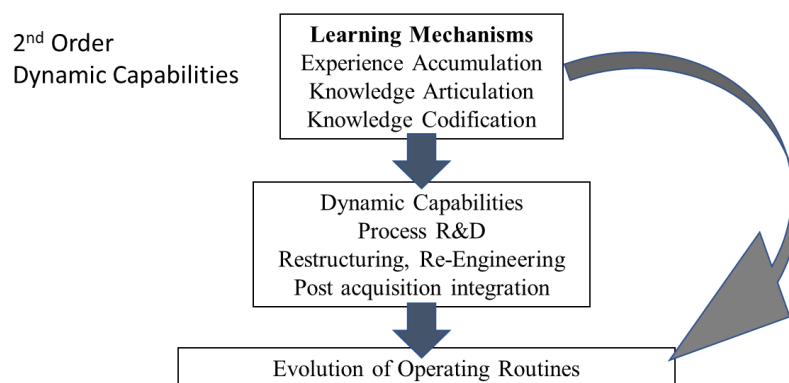 2nd Order
Dynamic Capabilities
Learning Mechanisms
Experience Accumulation
Knowledge Articulation
Knowledge Codification
Dynamic Capabilities
Process R&D
Restructuring, Re-Engineering
Post acquisition integration
Evolution of Operating Routines